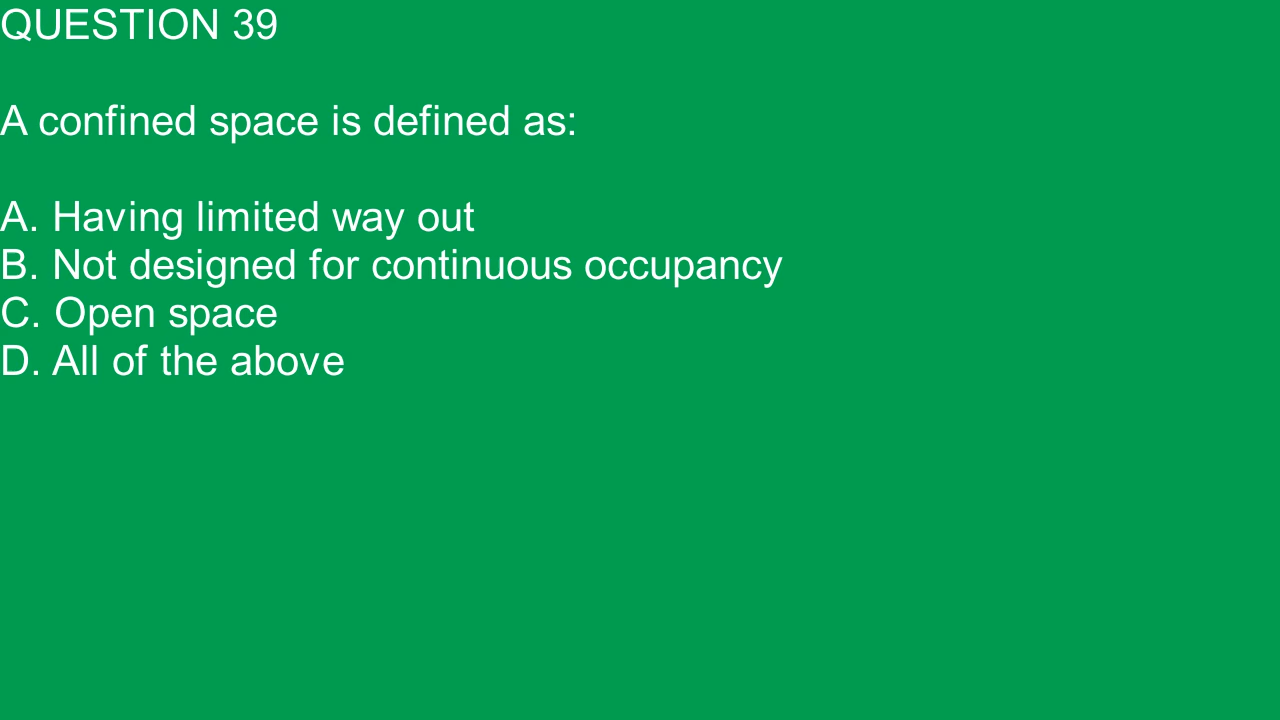 QUESTION 39
A confined space is defined as:
A. Having limited way out
B. Not designed for continuous occupancy
C. Open space
D. All of the above